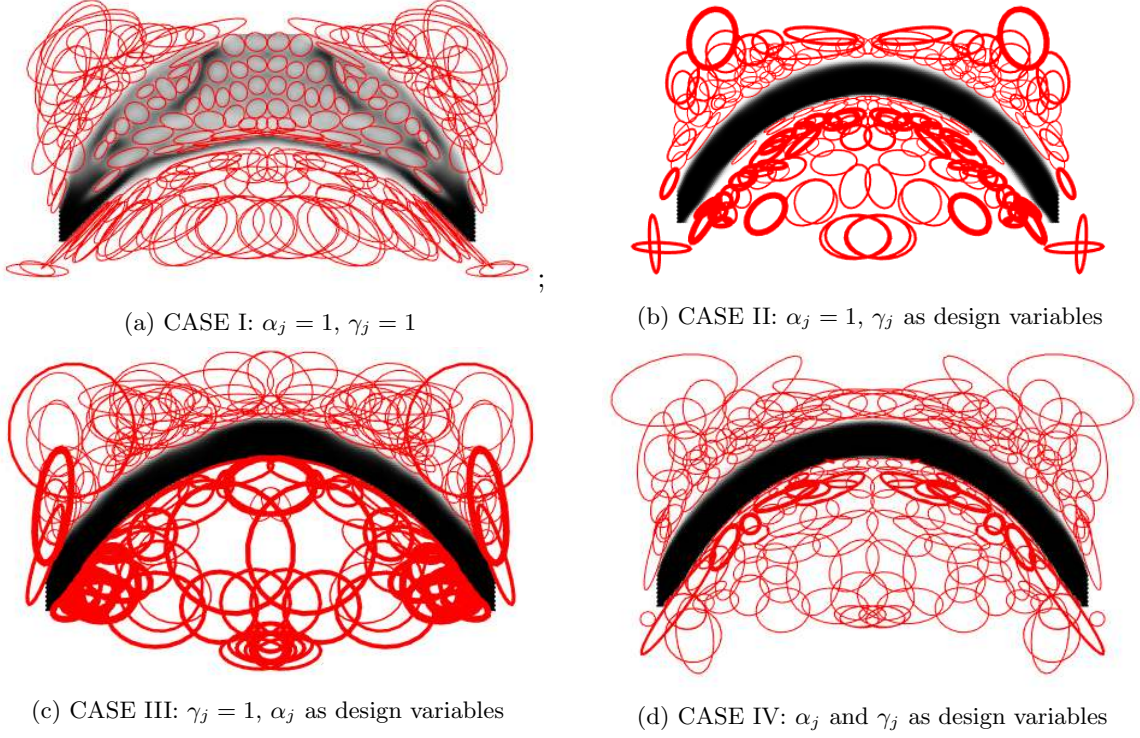 ;
(a) CASE I: αⱼ = 1, γⱼ = 1
(b) CASE II: αⱼ = 1, γⱼ as design variables
(c) CASE III: γⱼ = 1, αⱼ as design variables
(d) CASE IV: αⱼ and γⱼ as design variables